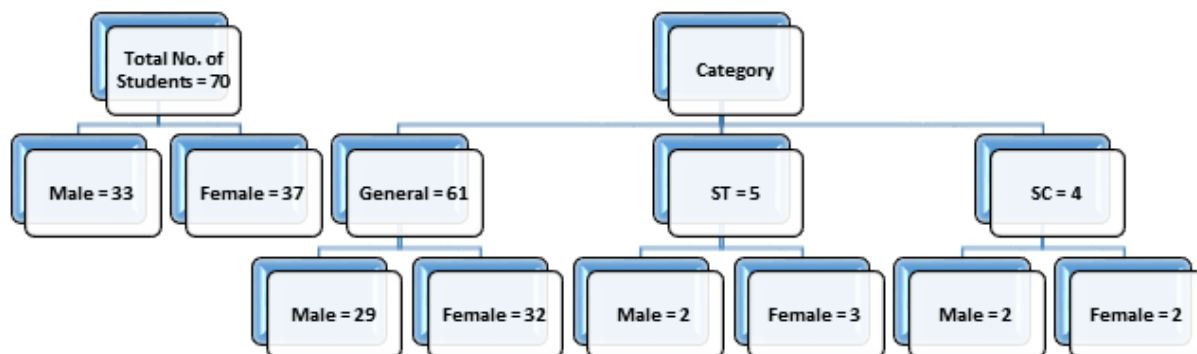 Total No. of
Students = 70
Category
Male = 33
Female = 37
General = 61
ST = 5
SC = 4
Male = 29
Female = 32
Male = 2
Female = 3
Male = 2
Female = 2